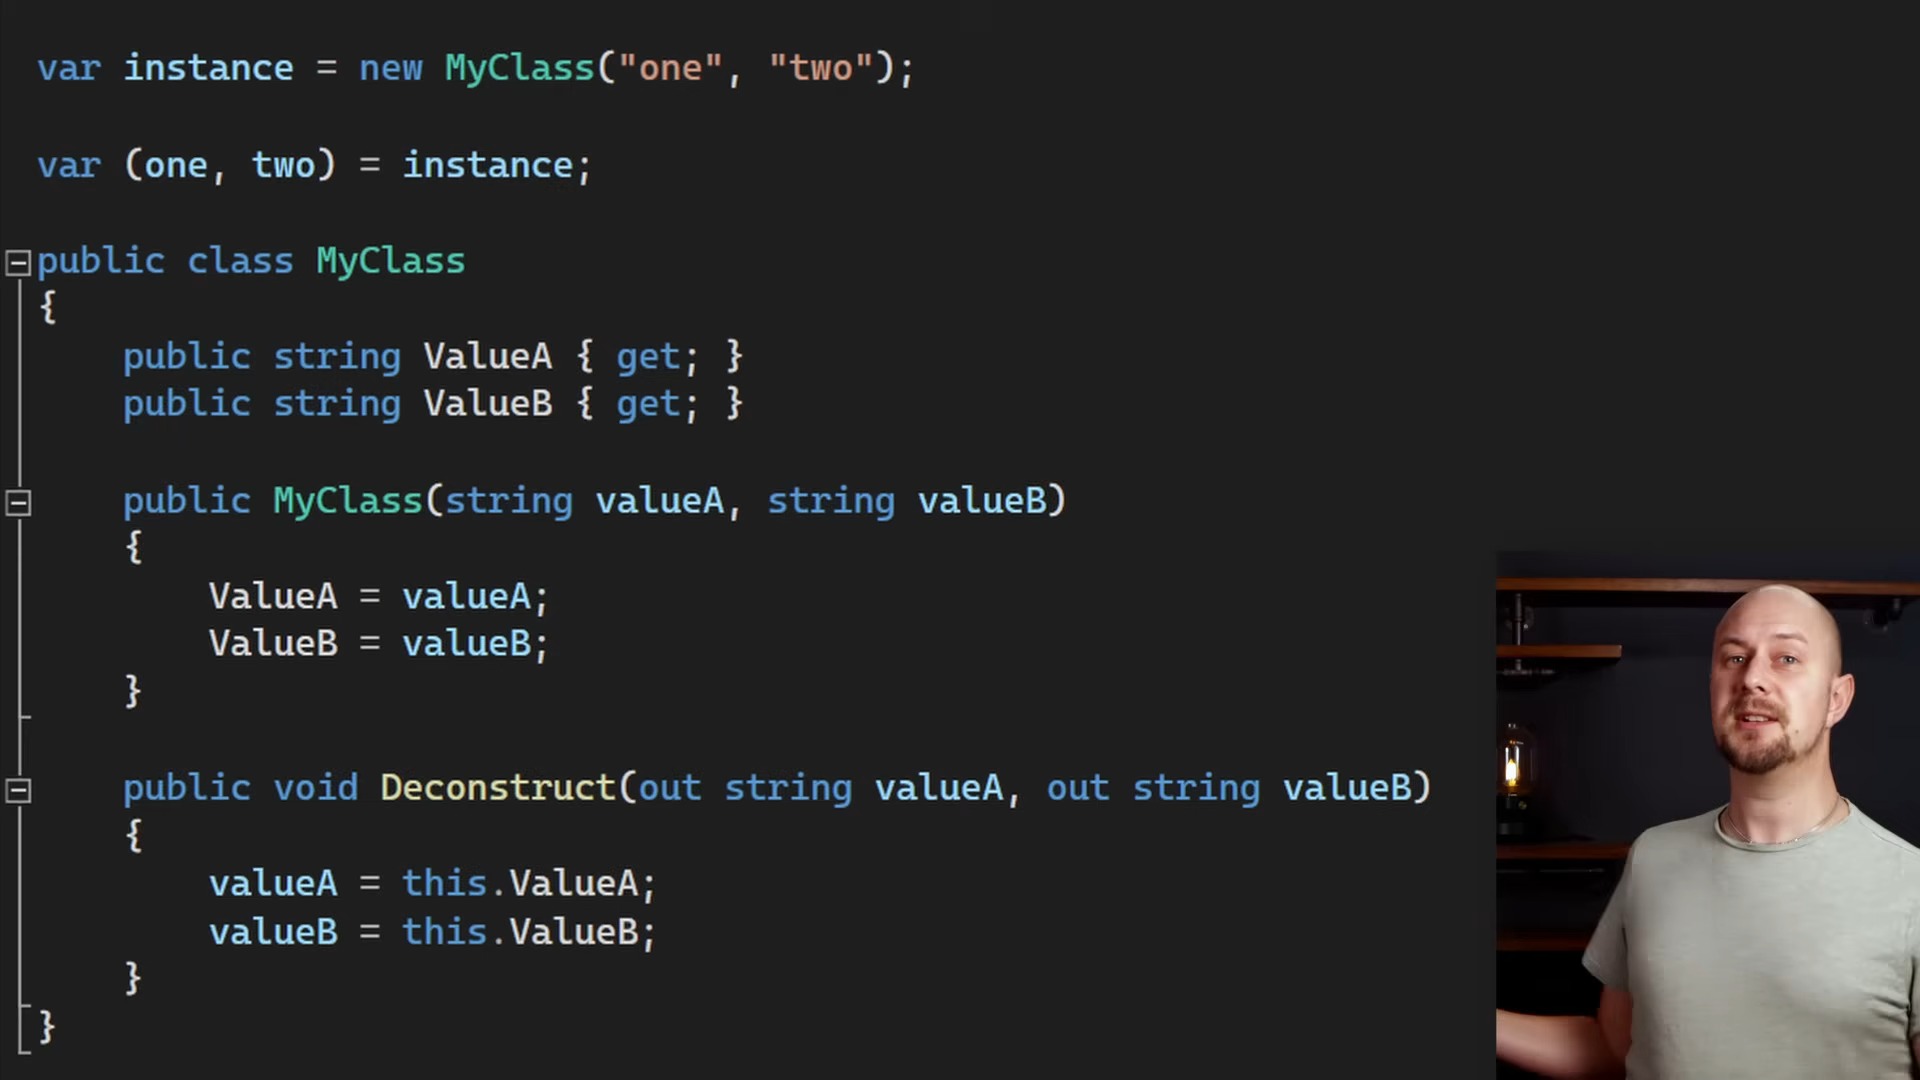 var instance = new MyClass("one", "two");
var (one, two) = instance;
public class MyClass
{
    public string ValueA { get; }
    public string ValueB { get; }
    public MyClass(string valueA, string valueB)
    {
        ValueA = valueA;
        ValueB = valueB;
    }
    public void Deconstruct(out string valueA, out string valueB)
    {
        valueA = this.ValueA;
        valueB = this.ValueB;
    }
}